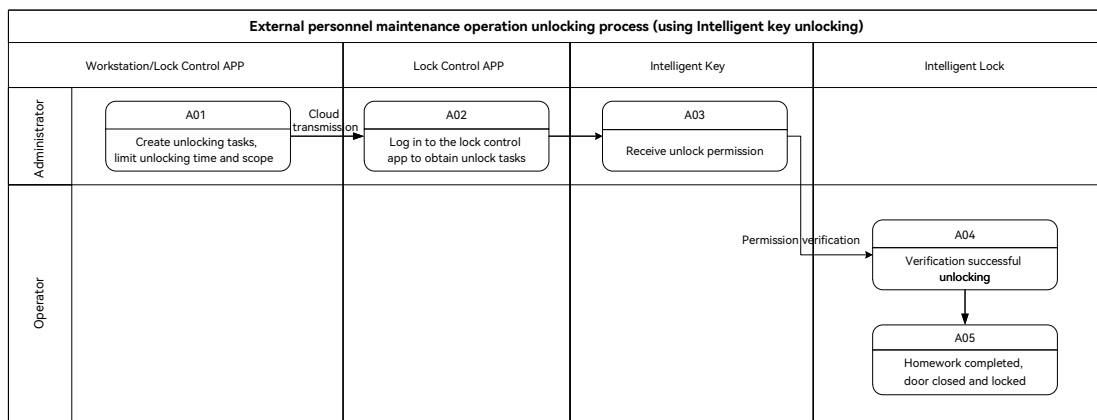 External personnel maintenance operation unlocking process (using Intelligent key unlocking)
Workstation/Lock Control APP
Lock Control APP
Intelligent Key
Intelligent Lock
Administrator
A01
Create unlocking tasks,
limit unlocking time and scope
Cloud
transmission
A02
Log in to the lock control
app to obtain unlock tasks
A03
Receive unlock permission
Operator
Permission verification
A04
Verification successful
unlocking
A05
Homework completed,
door closed and locked